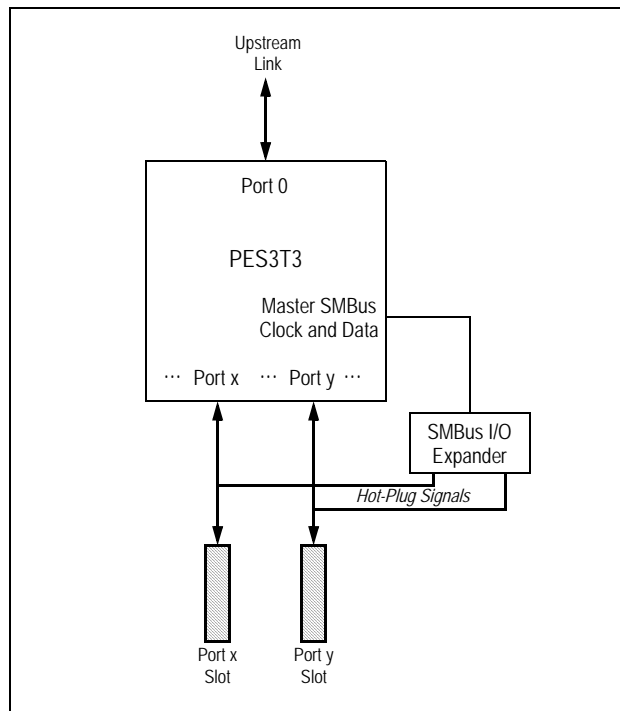 Upstream
Link
Port 0
PES3T3
Master SMBus
Clock and Data
··· Port x ··· Port y ···
SMBus I/O
Expander
Hot-Plug Signals
Port x
Slot
Port y
Slot